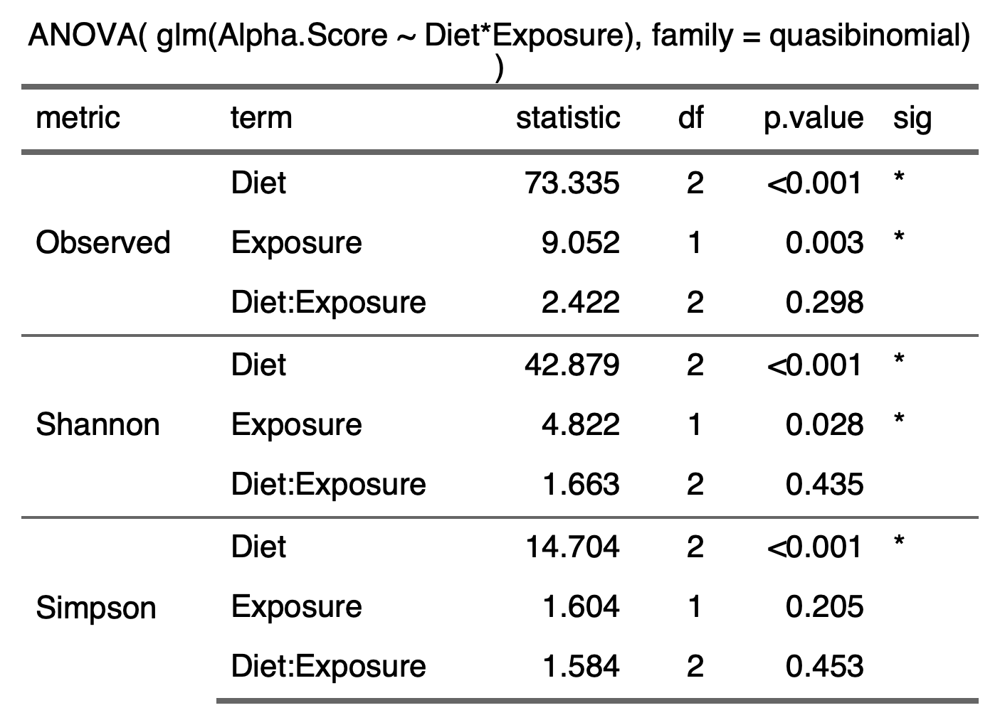 ANOVA( glm(Alpha.Score ~ Diet*Exposure), family = quasibinomial)
)
metric term statistic df p.value sig
Diet 73.335 2 <0.001 *
Observed Exposure 9.052 1 0.003 *
Diet:Exposure 2.422 2 0.298
Diet 42.879 2 <0.001 *
Shannon Exposure 4.822 1 0.028 *
Diet:Exposure 1.663 2 0.435
Diet 14.704 2 <0.001 *
Simpson Exposure 1.604 1 0.205
Diet:Exposure 1.584 2 0.453